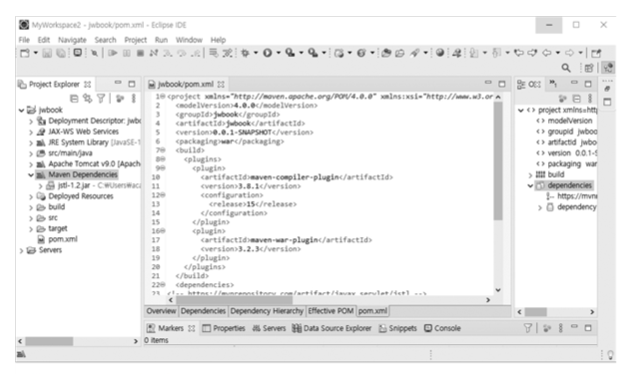 MyWorkspace2 - jwbook/pom.xml - Eclipse IDE
File Edit Navigate Search Project Run Window Help
Project Explorer
jwbook
Deployment Descriptor: jwbo
JAX-WS Web Services
JRE System Library [JavaSE-1
src/main/java
Apache Tomcat v9.0 [Apach
Maven Dependencies
jstl-1.2.jar - C:\Users\aca
Deployed Resources
build
src
target
pom.xml
Servers
jwbook/pom.xml
1 <project xmlns="http://maven.apache.org/POM/4.0.0" xmlns:xsi="http://www.w3.or
2 <modelVersion>4.0.0</modelVersion>
3 <groupId>jwbook</groupId>
4 <artifactId>jwbook</artifactId>
5 <version>0.0.1-SNAPSHOT</version>
6 <packaging>war</packaging>
7 <build>
8 <plugins>
9 <plugin>
10 <artifactId>maven-compiler-plugin</artifactId>
11 <version>3.8.1</version>
12 <configuration>
13 <release>15</release>
14 </configuration>
15 </plugin>
16 <plugin>
17 <artifactId>maven-war-plugin</artifactId>
18 <version>3.2.3</version>
19 </plugin>
20 </plugins>
21 </build>
22 <dependencies>
23 <!-- https://mvnrepository.com/artifact/javax.servlet/jstl -->
Overview Dependencies Dependency Hierarchy Effective POM pom.xml
project xmlns=htt
modelVersion
groupId jwboo
artifactId jwbo
version 0.0.1-S
packaging war
build
dependencies
https://mvn
dependency
Markers Properties Servers Data Source Explorer Snippets Console
0 items